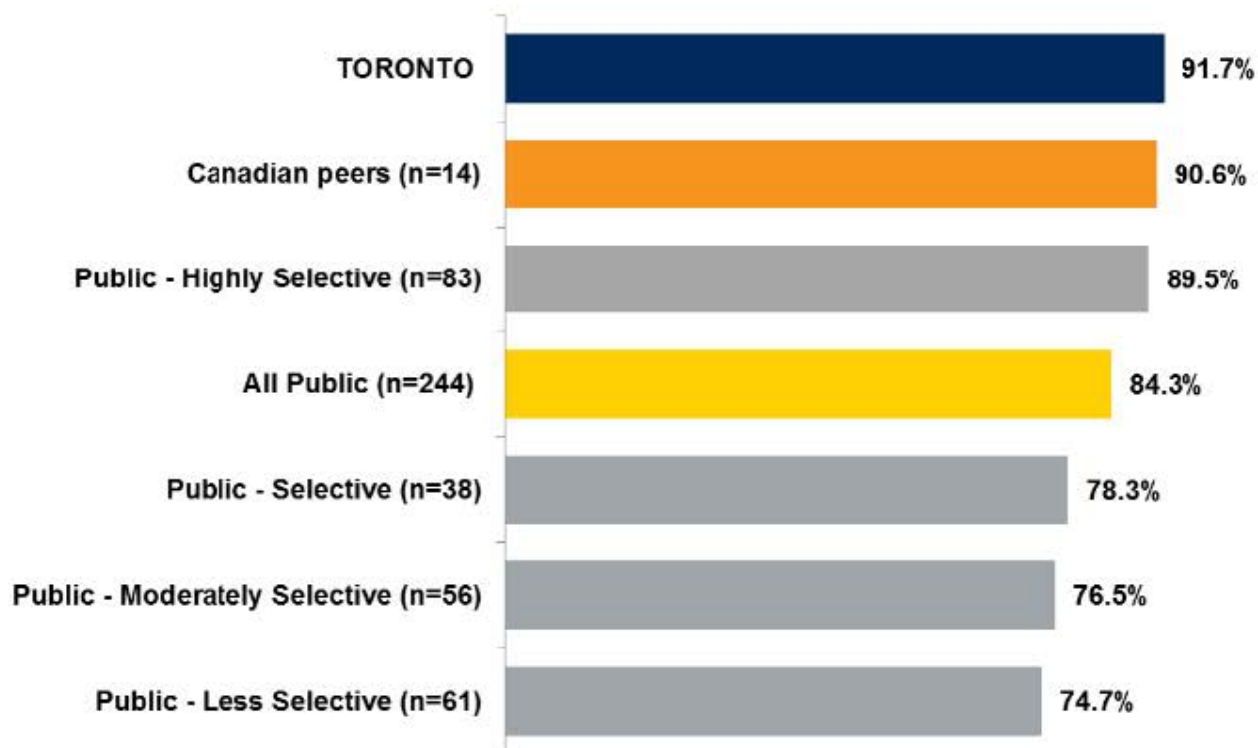 TORONTO 91.7%
Canadian peers (n=14) 90.6%
Public - Highly Selective (n=83) 89.5%
All Public (n=244) 84.3%
Public - Selective (n=38) 78.3%
Public - Moderately Selective (n=56) 76.5%
Public - Less Selective (n=61) 74.7%